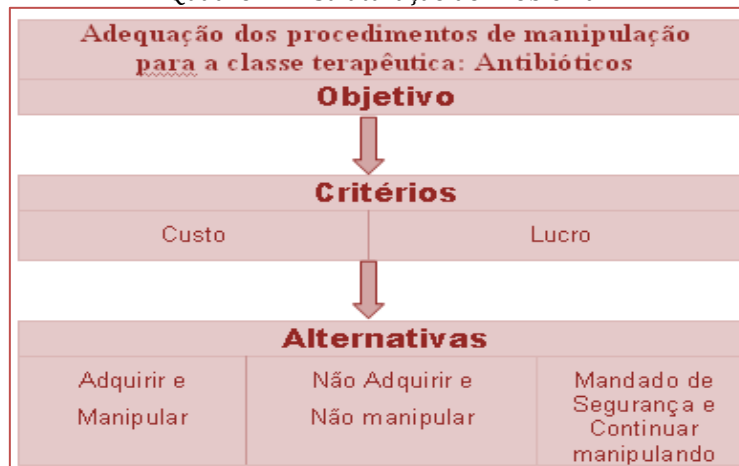 Adequação dos procedimentos de manipulação
para a classe terapêutica: Antibióticos
Objetivo
Critérios
Custo
Lucro
Alternativas
Adquirir e
Manipular
Não Adquirir e
Não manipular
Mandado de
Segurança e
Continuar
manipulando